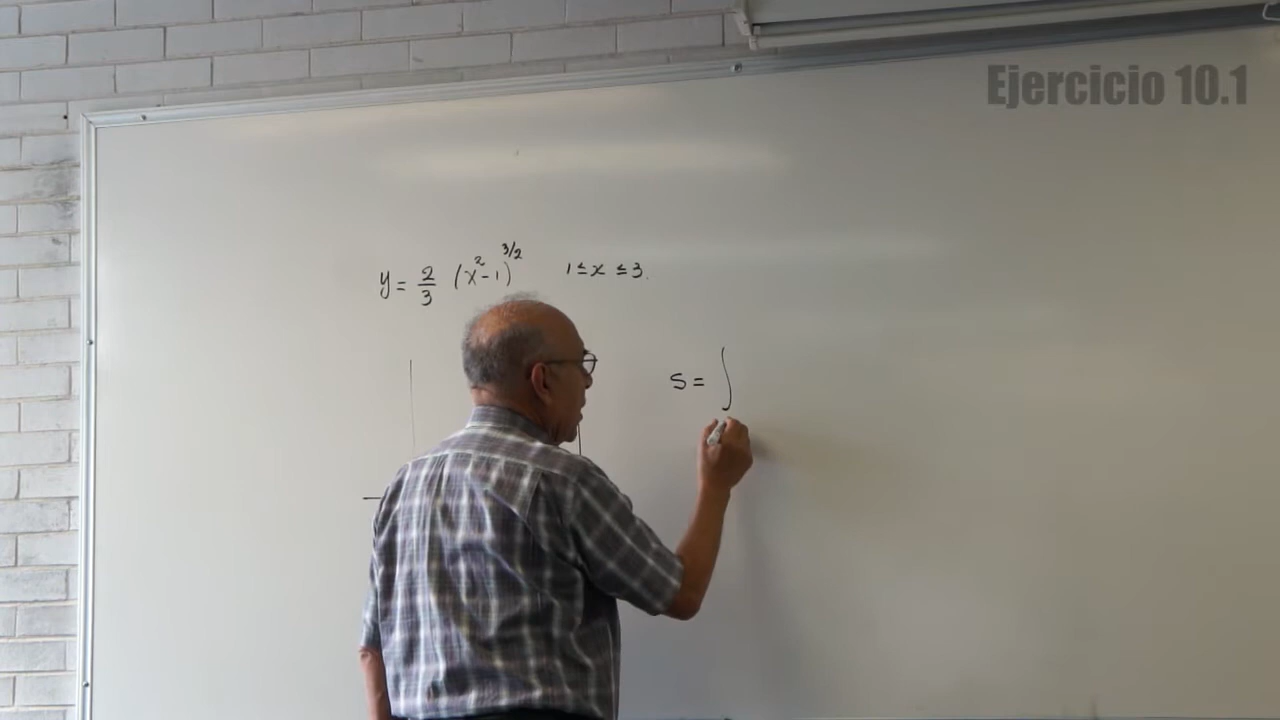 Ejercicio 10.1
y = 2/3 (x²-1)^3/2 1 ≤ x ≤ 3.
S = ∫